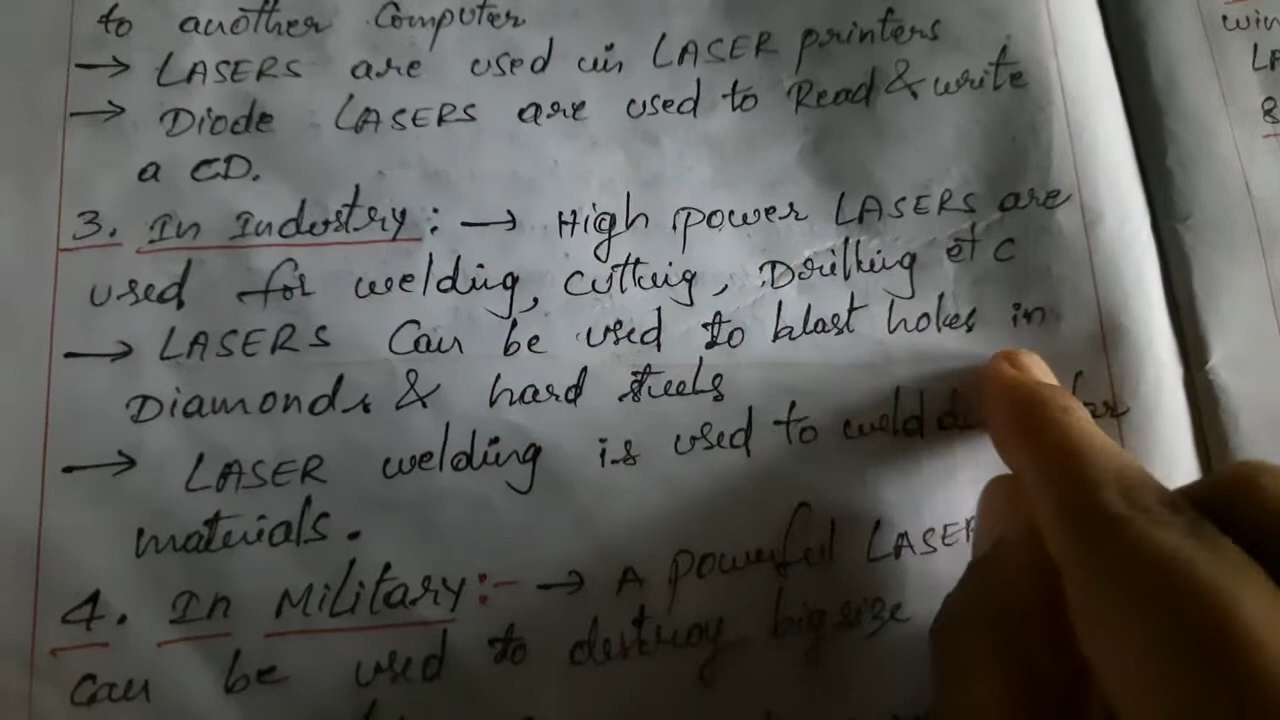 to another Computer
→ LASERS are used in LASER printers
→ Diode LASERS are used to Read & write
a CD.
3. In Industry: → High power LASERS are
used for welding, cutting, Drilling etc
→ LASERS Can be used to blast holes in
Diamonds & hard steels
→ LASER welding is used to weld
materials.
4. In Military:- → A powerful LASER
can be used to destroy big size
win